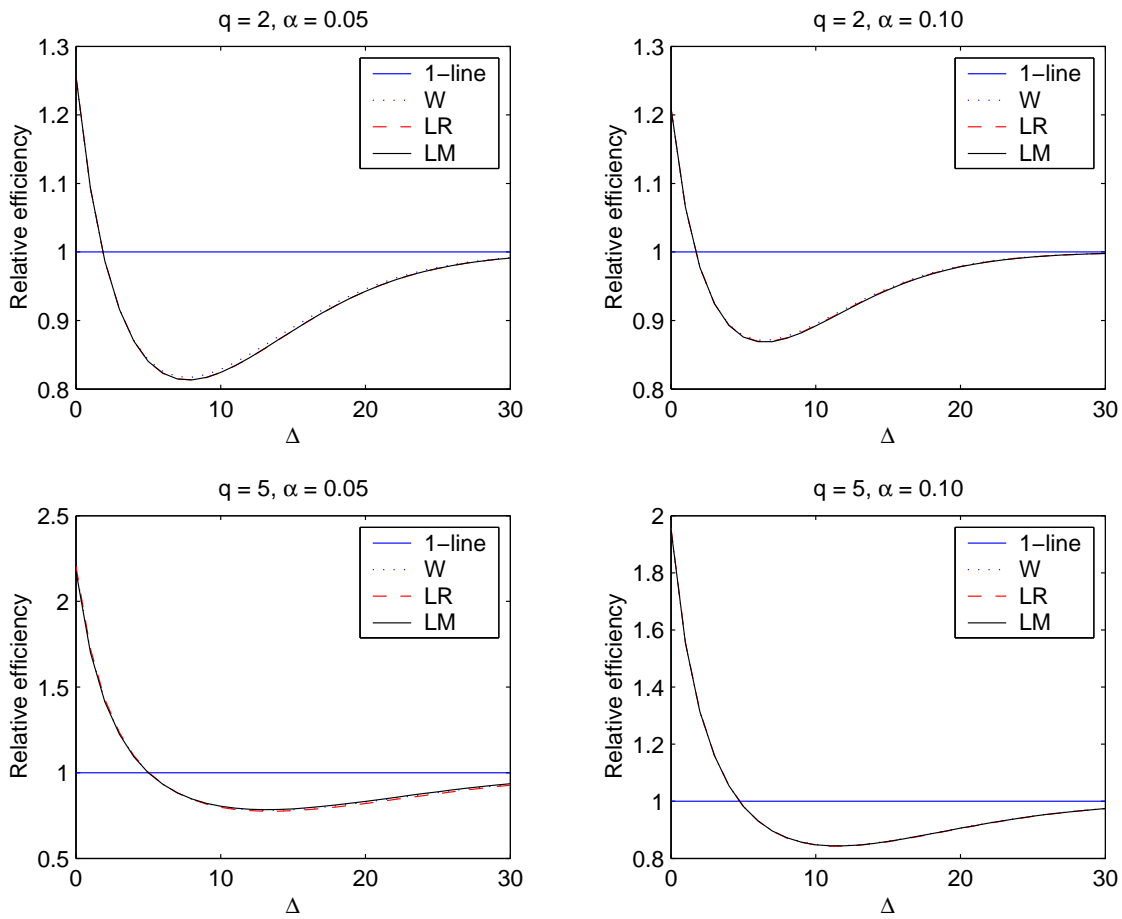 q = 2, α = 0.05
Relative efficiency
1.3
1.2
1.1
1
0.9
0.8
0
10
20
30
Δ
1−line
W
LR
LM
q = 2, α = 0.10
Relative efficiency
1.3
1.2
1.1
1
0.9
0.8
0
10
20
30
Δ
1−line
W
LR
LM
q = 5, α = 0.05
Relative efficiency
2.5
2
1.5
1
0.5
0
10
20
30
Δ
1−line
W
LR
LM
q = 5, α = 0.10
Relative efficiency
2
1.8
1.6
1.4
1.2
1
0.8
0
10
20
30
Δ
1−line
W
LR
LM